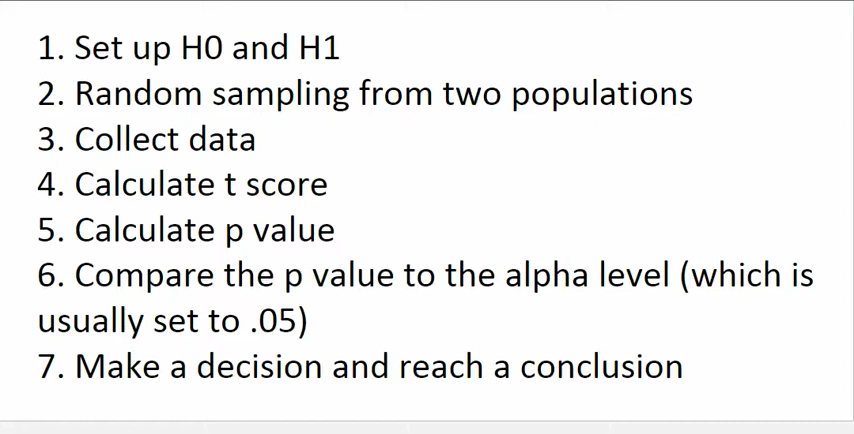 1. Set up H0 and H1
2. Random sampling from two populations
3. Collect data
4. Calculate t score
5. Calculate p value
6. Compare the p value to the alpha level (which is
usually set to .05)
7. Make a decision and reach a conclusion